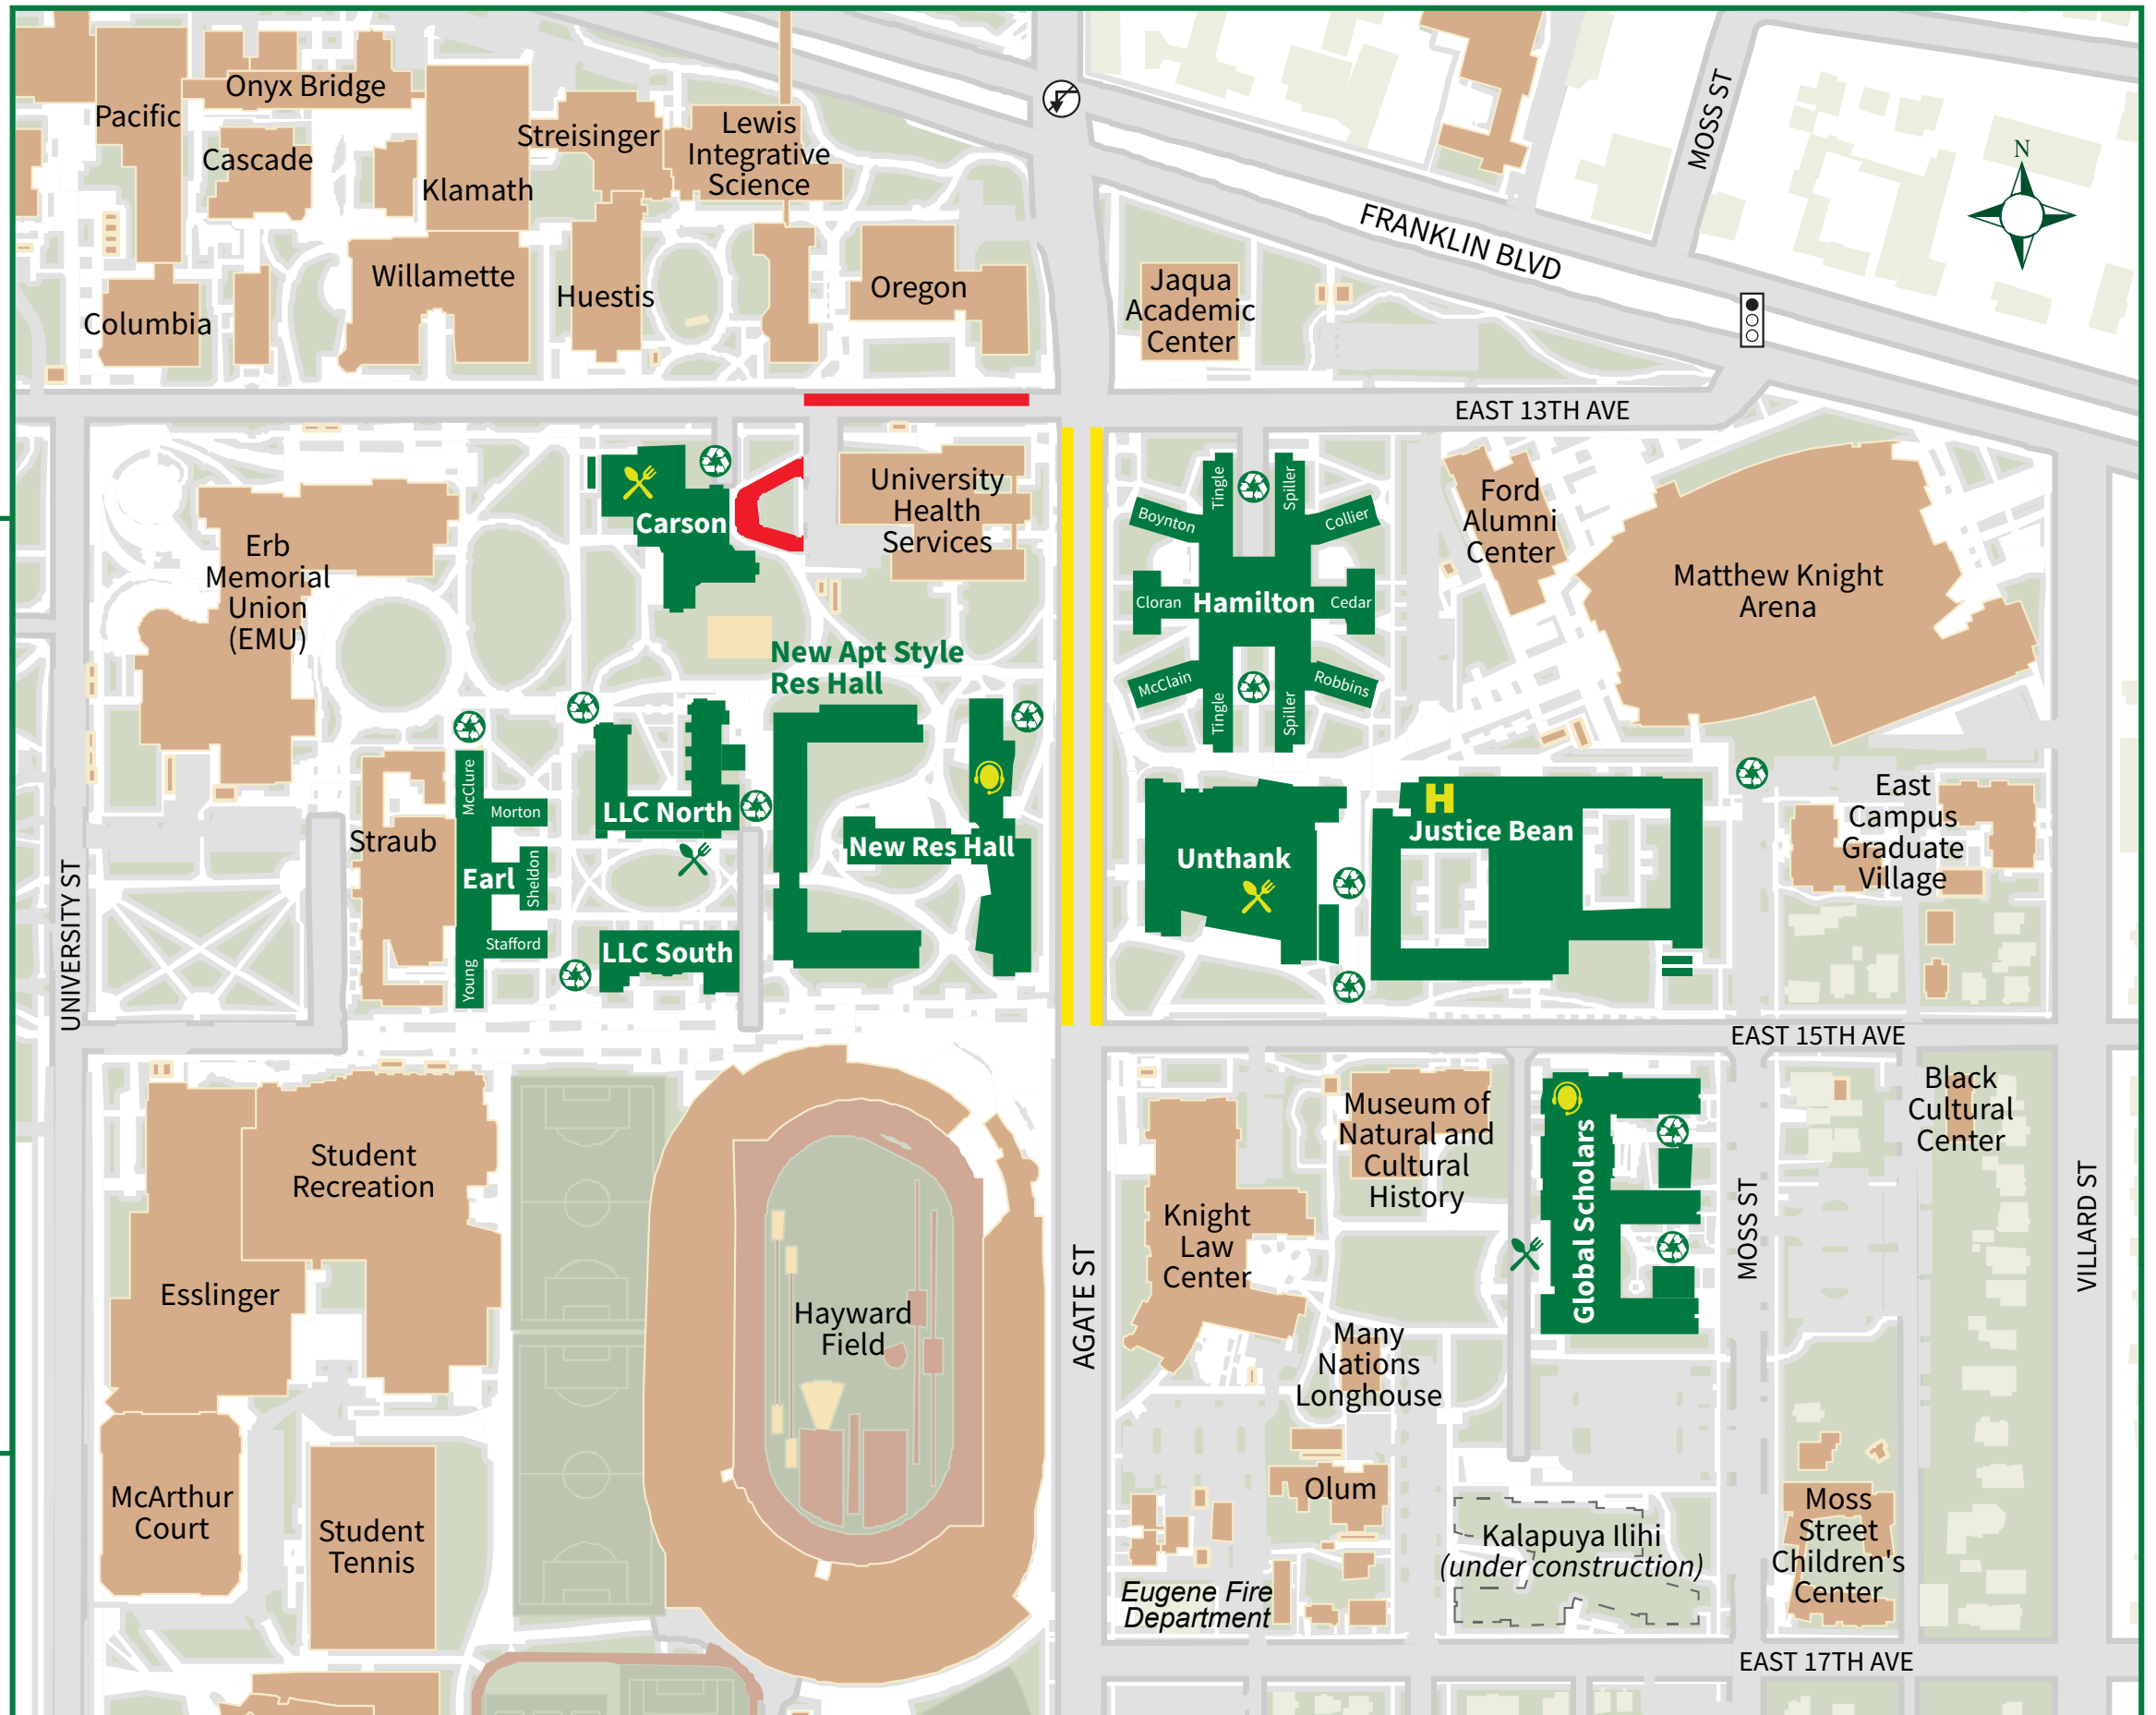 Onyx Bridge
Pacific
Cascade
Klamath
Streisinger
Lewis
Integrative
Science
Willamette
Huestis
Columbia
Oregon
Jaqua
Academic
Center
FRANKLIN BLVD
MOSS ST
N
EAST 13TH AVE
Erb
Memorial
Union
(EMU)
Carson
University
Health
Services
New Apt Style
Res Hall
Tingle
Spiller
Boynton
Collier
Cloran
Hamilton
Cedar
McClain
Robbins
Tingle
Spiller
Ford
Alumni
Center
Matthew Knight
Arena
UNIVERSITY ST
Straub
McClure
Morton
Earl
Sheldon
Stafford
Young
LLC North
LLC South
New Res Hall
Unthank
H
Justice Bean
East
Campus
Graduate
Village
EAST 15TH AVE
Student
Recreation
Esslinger
McArthur
Court
Student
Tennis
Hayward
Field
AGATE ST
Knight
Law
Center
Museum of
Natural and
Cultural
History
Many
Nations
Longhouse
Global Scholars
MOSS ST
Black
Cultural
Center
VILLARD ST
Olum
Eugene Fire
Department
Kalapuya Ilihi
(under construction)
Moss
Street
Children's
Center
EAST 17TH AVE